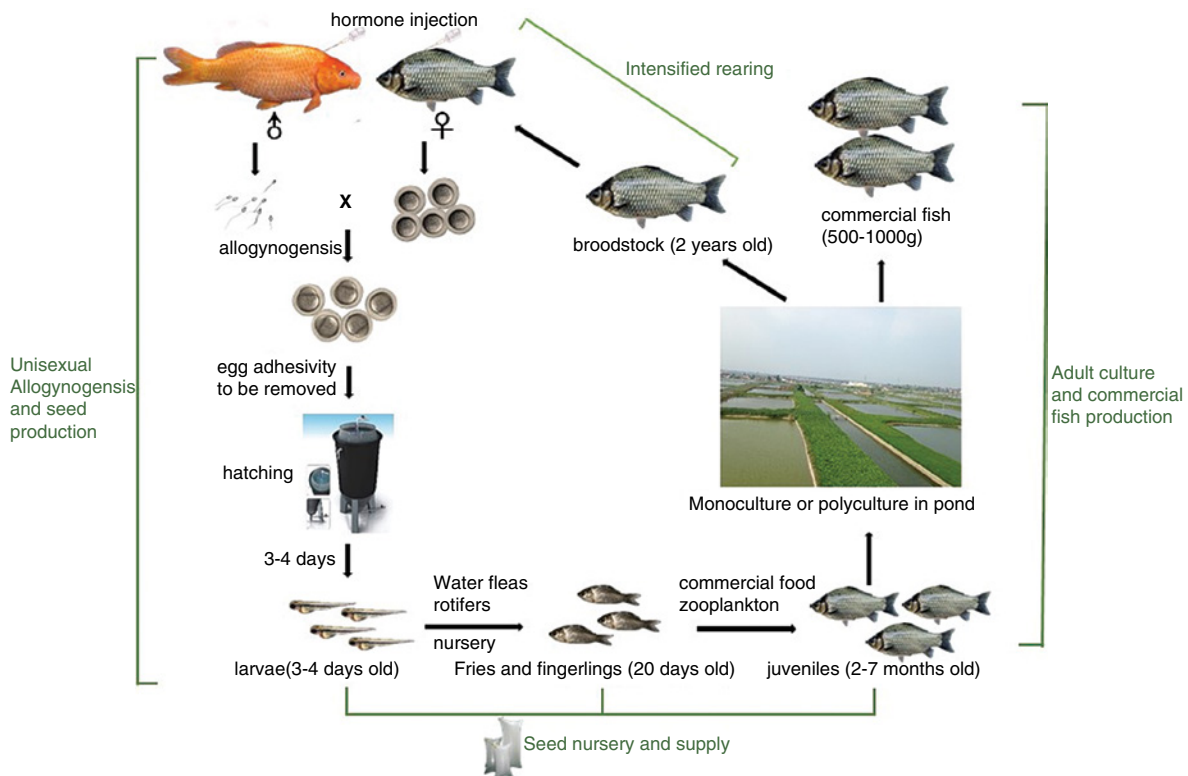 hormone injection
♂
♀
Intensified rearing
X
allogynogensis
broodstock (2 years old)
commercial fish
(500-1000g)
egg adhesivity
to be removed
Unisexual
Allogynogensis
and seed
production
Adult culture
and commercial
fish production
hatching
Monoculture or polyculture in pond
3-4 days
Water fleas
rotifers
nursery
commercial food
zooplankton
larvae(3-4 days old)
Fries and fingerlings (20 days old)
juveniles (2-7 months old)
Seed nursery and supply